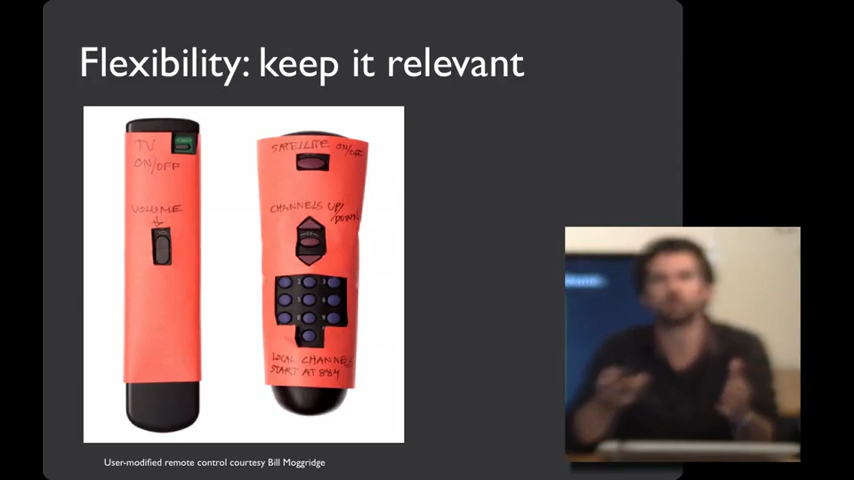 Flexibility: keep it relevant
TV
ON/OFF
VOLUME
SATELLITE ON/OFF
CHANNELS UP/
DOWN
LOCAL CHANNELS
START AT 884
User-modified remote control courtesy Bill Moggridge